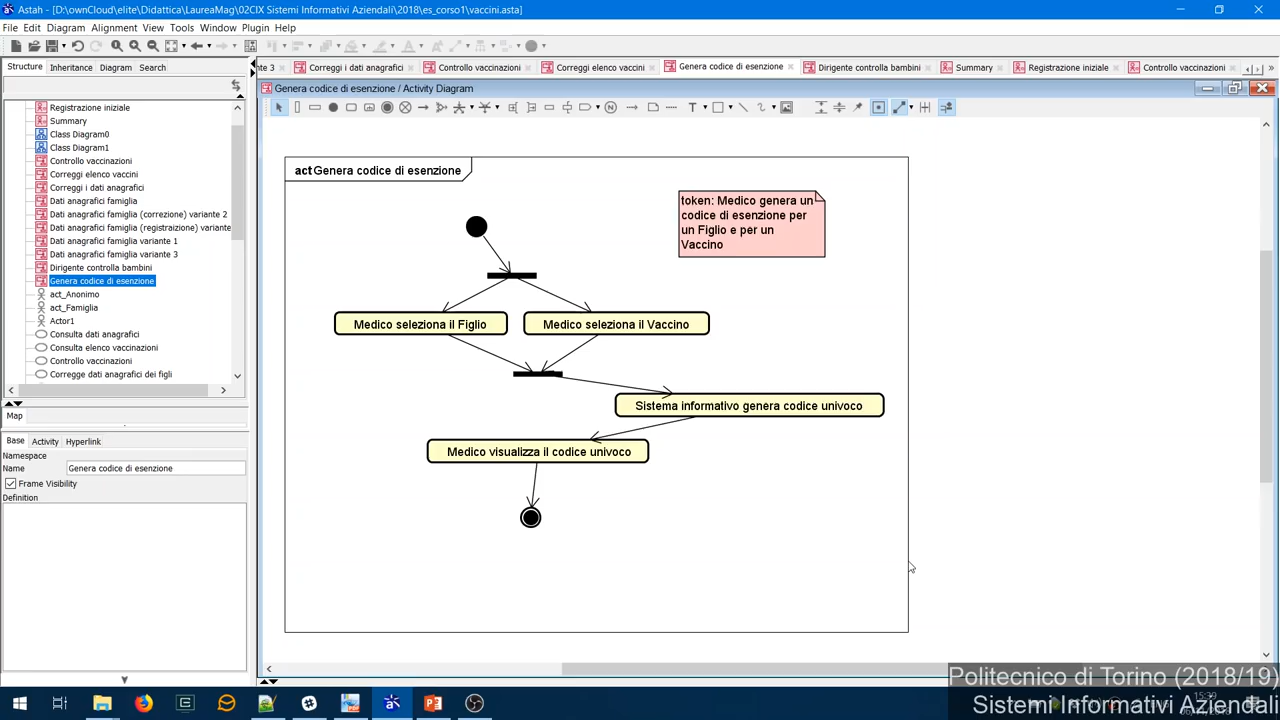 Astah - [D:\ownCloud\elite\Didattica\LaureaMag\02CIX Sistemi Informativi Aziendali\2018\es_corso1\vaccini.asta]
File Edit Diagram Alignment View Tools Window Plugin Help
Structure Inheritance Diagram Search
nte 3 Correggi i dati anagrafici Controllo vaccinazioni Correggi elenco vaccini Genera codice di esenzione Dirigente controlla bambini Summary Registrazione iniziale Controllo vaccinazioni
Genera codice di esenzione / Activity Diagram
Registrazione iniziale
Summary
Class Diagram0
Class Diagram1
Controllo vaccinazioni
Correggi elenco vaccini
Correggi i dati anagrafici
Dati anagrafici famiglia
Dati anagrafici famiglia (correzione) variante 2
Dati anagrafici famiglia (registraizione) variante
Dati anagrafici famiglia variante 1
Dati anagrafici famiglia variante 3
Dirigente controlla bambini
Genera codice di esenzione
act_Anonimo
act_Famiglia
Actor1
Consulta dati anagrafici
Consulta elenco vaccinazioni
Controllo vaccinazioni
Corregge dati anagrafici dei figli
Map
Base Activity Hyperlink
Namespace
Name Genera codice di esenzione
Frame Visibility
Definition
act Genera codice di esenzione
token: Medico genera un
codice di esenzione per
un Figlio e per un
Vaccino
Medico seleziona il Figlio
Medico seleziona il Vaccino
Sistema informativo genera codice univoco
Medico visualizza il codice univoco
Politecnico di Torino (2018/19)
Sistemi Informativi Aziendali
15:39